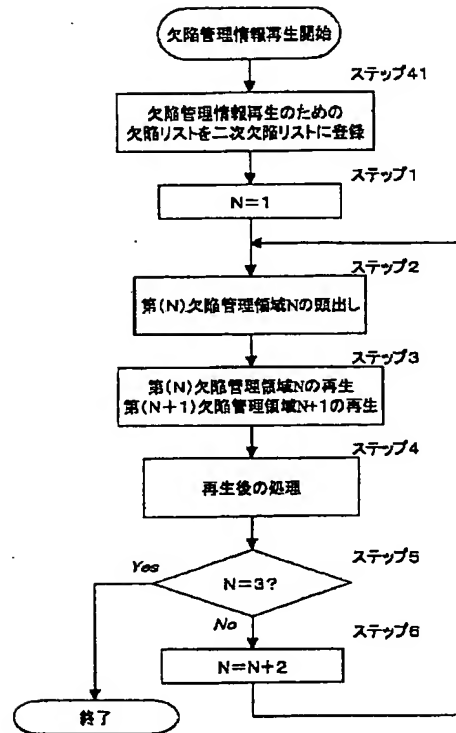 欠陥管理情報再生開始
ステップ41
欠陥管理情報再生のための
欠陥リストを二次欠陥リストに登録
ステップ1
N=1
ステップ2
第(N)欠陥管理領域Nの頭出し
ステップ3
第(N)欠陥管理領域Nの再生
第(N+1)欠陥管理領域N+1の再生
ステップ4
再生後の処理
ステップ5
Yes
N=3?
No
ステップ6
N=N+2
終了